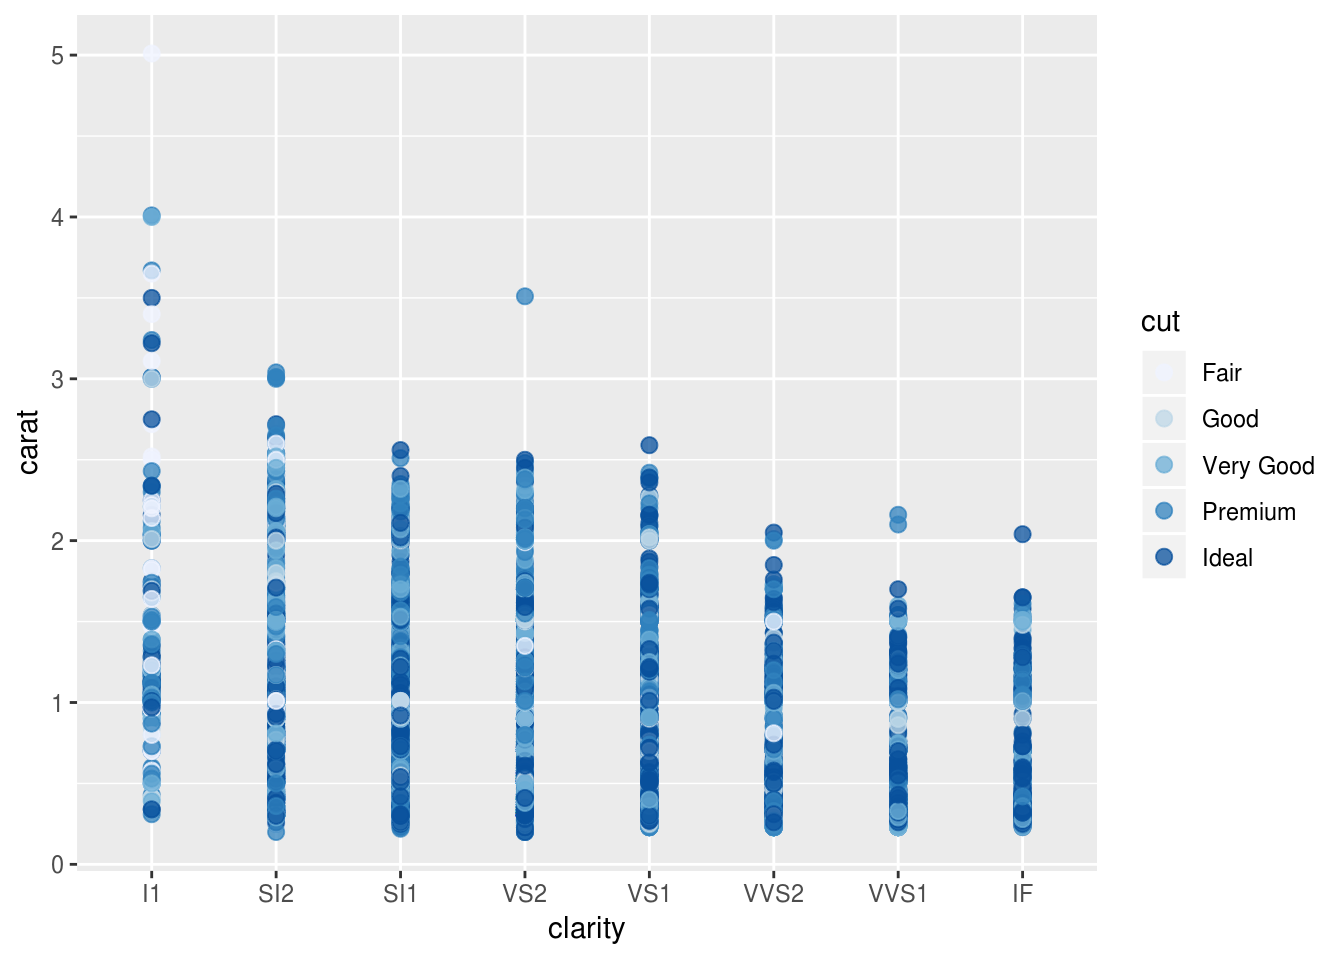 5
4
3
2
1
0
carat
I1 SI2 SI1 VS2 VS1 VVS2 VVS1 IF
clarity
cut
Fair
Good
Very Good
Premium
Ideal